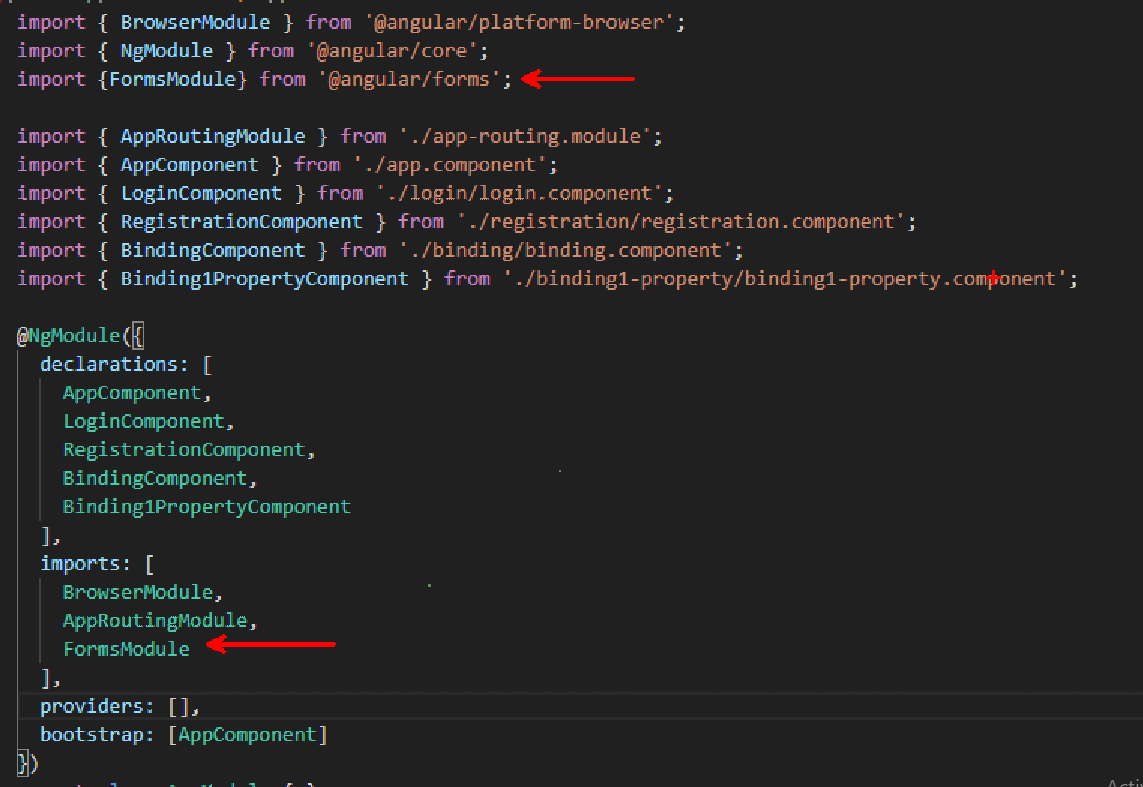 import { BrowserModule } from '@angular/platform-browser';
import { NgModule } from '@angular/core';
import {FormsModule} from '@angular/forms';
import { AppRoutingModule } from './app-routing.module';
import { AppComponent } from './app.component';
import { LoginComponent } from './login/login.component';
import { RegistrationComponent } from './registration/registration.component';
import { BindingComponent } from './binding/binding.component';
import { Binding1PropertyComponent } from './binding1-property/binding1-property.component';
@NgModule({
declarations: [
AppComponent,
LoginComponent,
RegistrationComponent,
BindingComponent,
Binding1PropertyComponent
],
imports: [
BrowserModule,
AppRoutingModule,
FormsModule
],
providers: [],
bootstrap: [AppComponent]
})